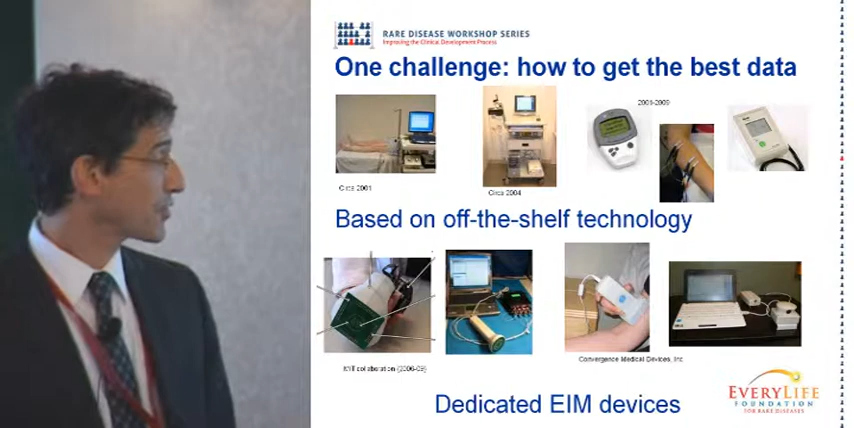 RARE DISEASE WORKSHOP SERIES
Improving the Clinical Development Process
One challenge: how to get the best data
2001-2009
Circa 2001
Circa 2004
Based on off-the-shelf technology
MIT collaboration (2006-09)
Convergence Medical Devices, Inc
Dedicated EIM devices
EVERYLIFE
FOUNDATION
FOR RARE DISEASES